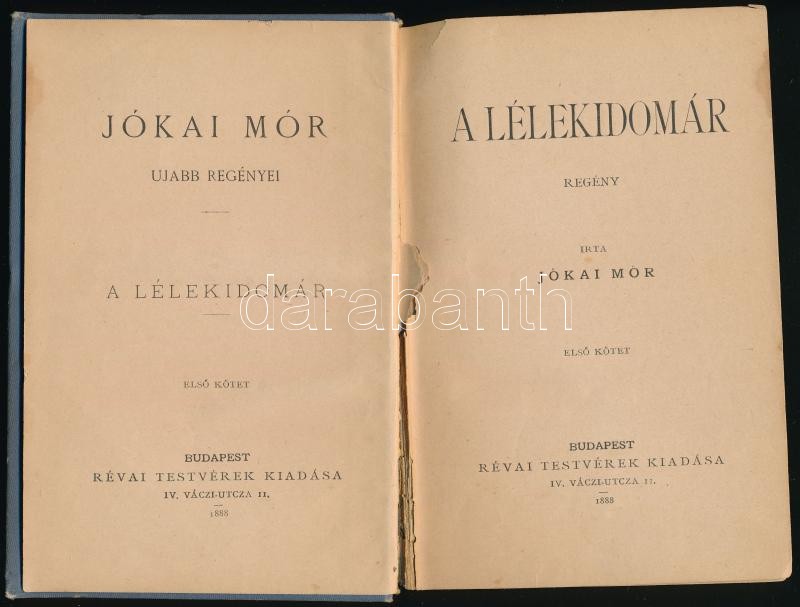 JÓKAI MÓR
UJABB REGÉNYEI
A LÉLEKIDOMÁR
ELSŐ KÖTET
BUDAPEST
RÉVAI TESTVÉREK KIADÁSA
IV. VÁCZI-UTCZA 11.
1888
A LÉLEKIDOMÁR
REGÉNY
IRTA
JÓKAI MÓR
ELSŐ KÖTET
BUDAPEST
RÉVAI TESTVÉREK KIADÁSA
IV. VÁCZI-UTCZA 11.
1888
darabanth